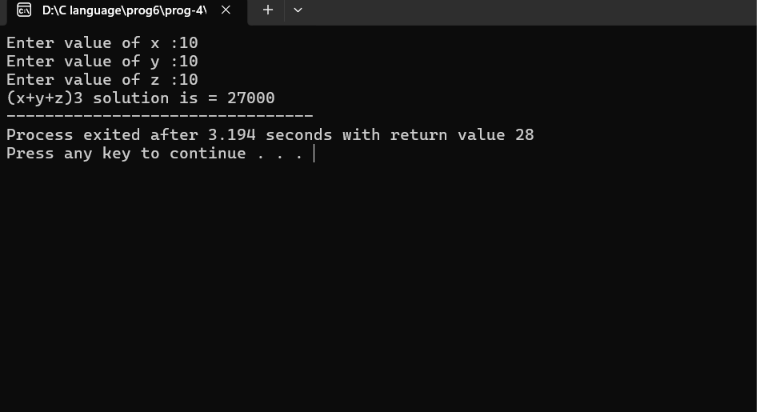 D:\C language\prog6\prog-4\
Enter value of x :10
Enter value of y :10
Enter value of z :10
(x+y+z)3 solution is = 27000
--------------------------------
Process exited after 3.194 seconds with return value 28
Press any key to continue . . .